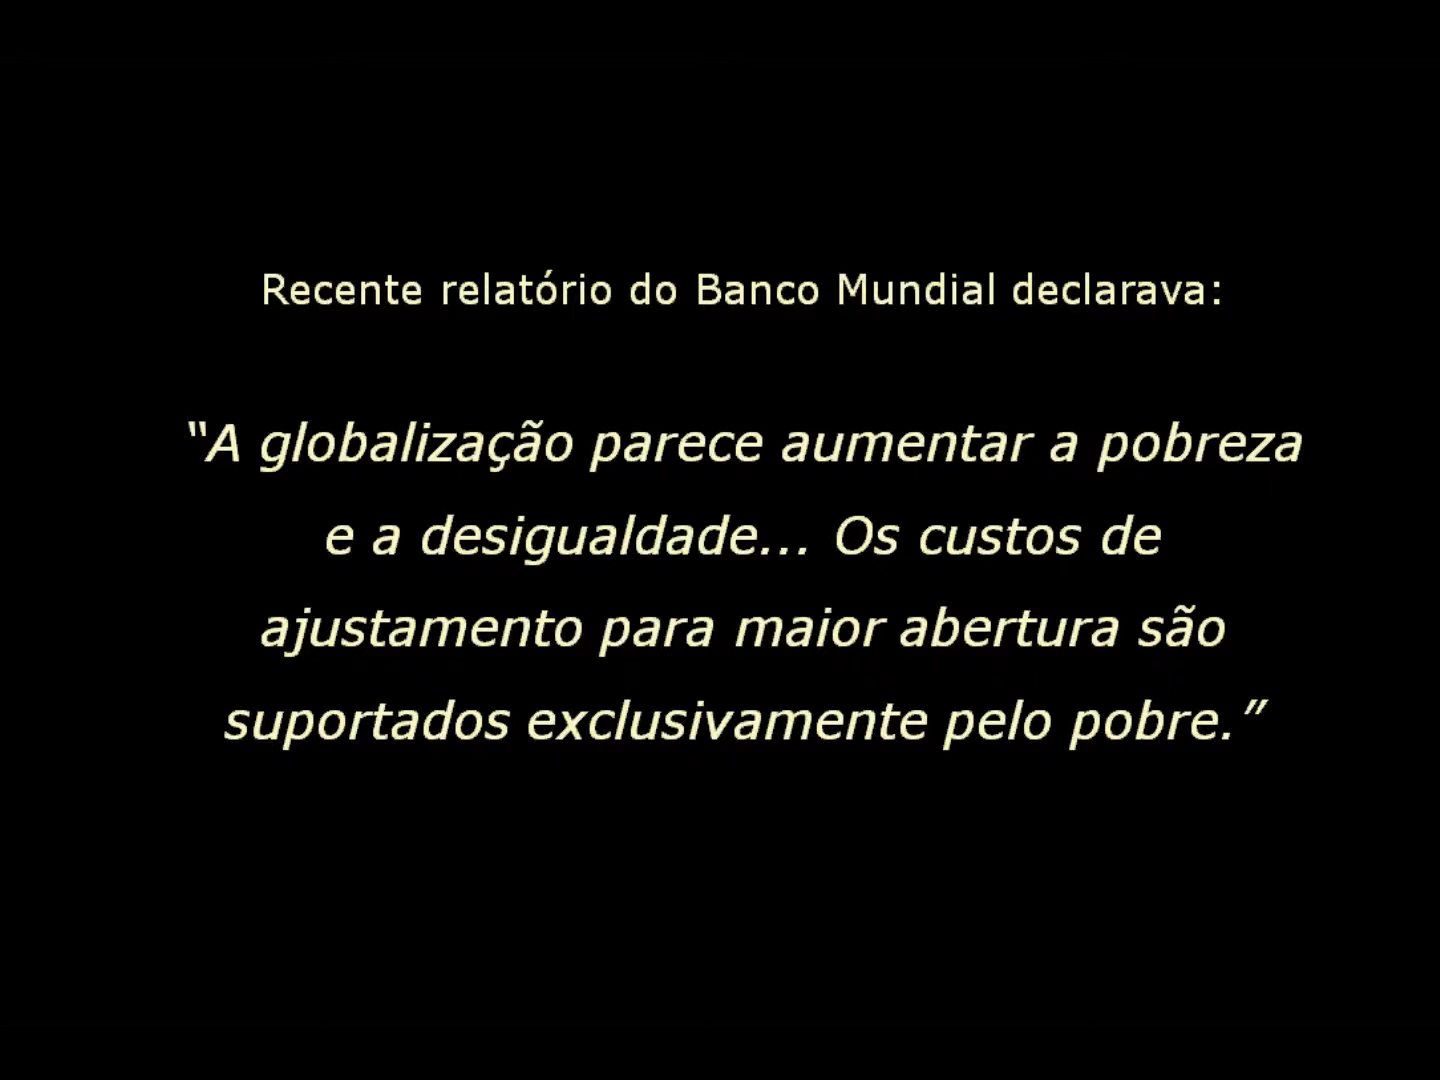 Recente relatório do Banco Mundial declarava:
“A globalização parece aumentar a pobreza
e a desigualdade... Os custos de
ajustamento para maior abertura são
suportados exclusivamente pelo pobre.”